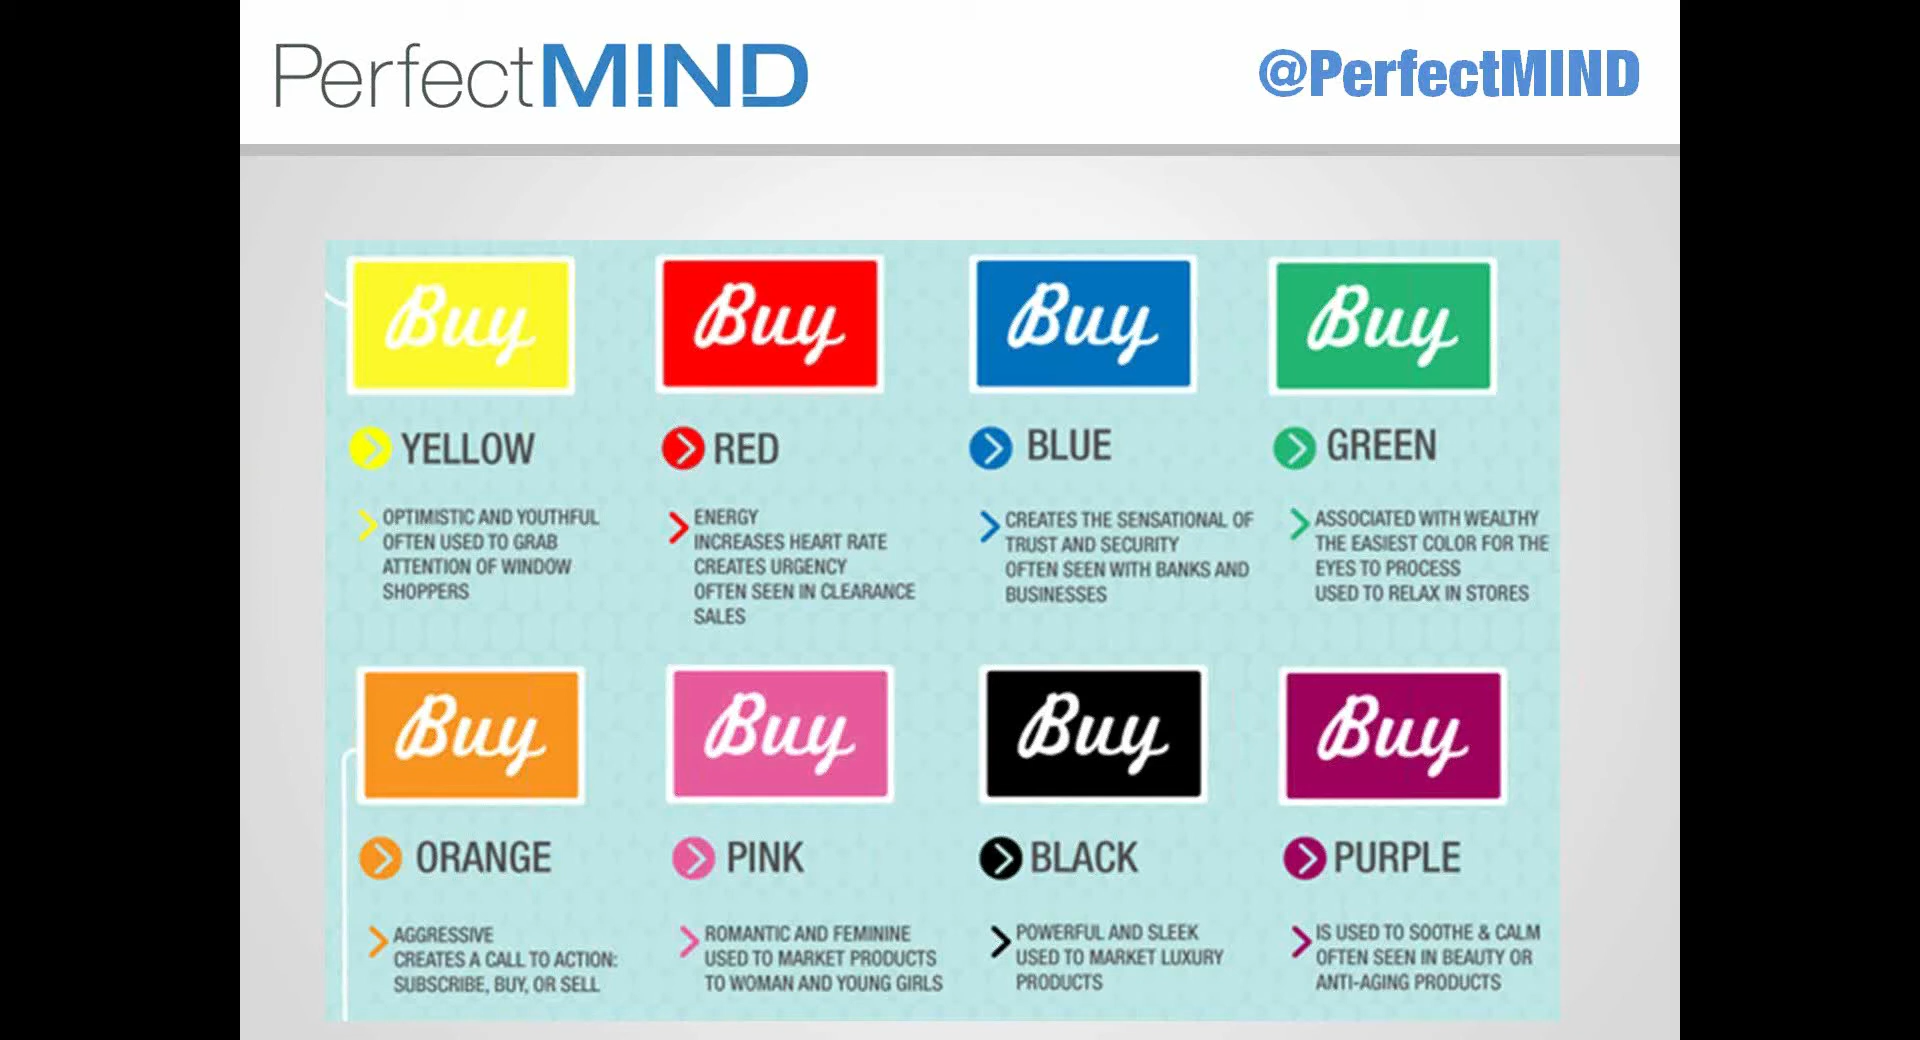 PerfectMIND
@PerfectMIND
Buy
Buy
Buy
Buy
YELLOW
RED
BLUE
GREEN
OPTIMISTIC AND YOUTHFUL
OFTEN USED TO GRAB
ATTENTION OF WINDOW
SHOPPERS
ENERGY
INCREASES HEART RATE
CREATES URGENCY
OFTEN SEEN IN CLEARANCE
SALES
CREATES THE SENSATIONAL OF
TRUST AND SECURITY
OFTEN SEEN WITH BANKS AND
BUSINESSES
ASSOCIATED WITH WEALTHY
THE EASIEST COLOR FOR THE
EYES TO PROCESS
USED TO RELAX IN STORES
Buy
Buy
Buy
Buy
ORANGE
PINK
BLACK
PURPLE
AGGRESSIVE
CREATES A CALL TO ACTION:
SUBSCRIBE, BUY, OR SELL
ROMANTIC AND FEMININE
USED TO MARKET PRODUCTS
TO WOMAN AND YOUNG GIRLS
POWERFUL AND SLEEK
USED TO MARKET LUXURY
PRODUCTS
IS USED TO SOOTHE & CALM
OFTEN SEEN IN BEAUTY OR
ANTI-AGING PRODUCTS